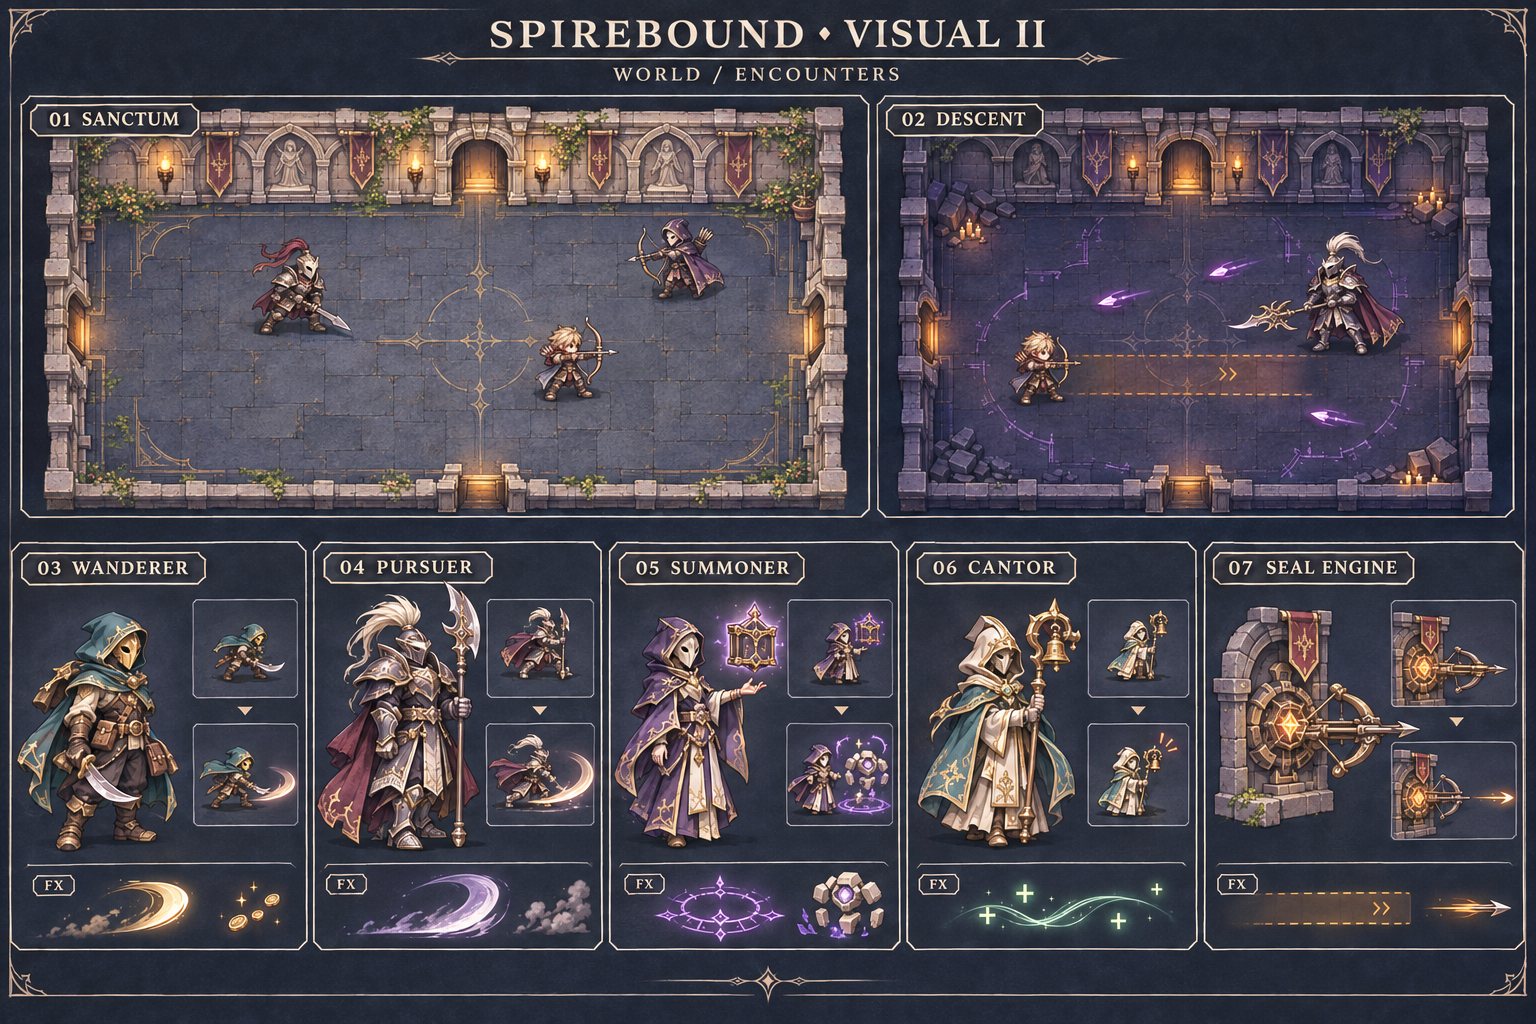 SPIREBOUND • VISUAL II
WORLD / ENCOUNTERS
01 SANCTUM
02 DESCENT
03 WANDERER
04 PURSUER
05 SUMMONER
06 CANTOR
07 SEAL ENGINE
FX
FX
FX
FX
FX